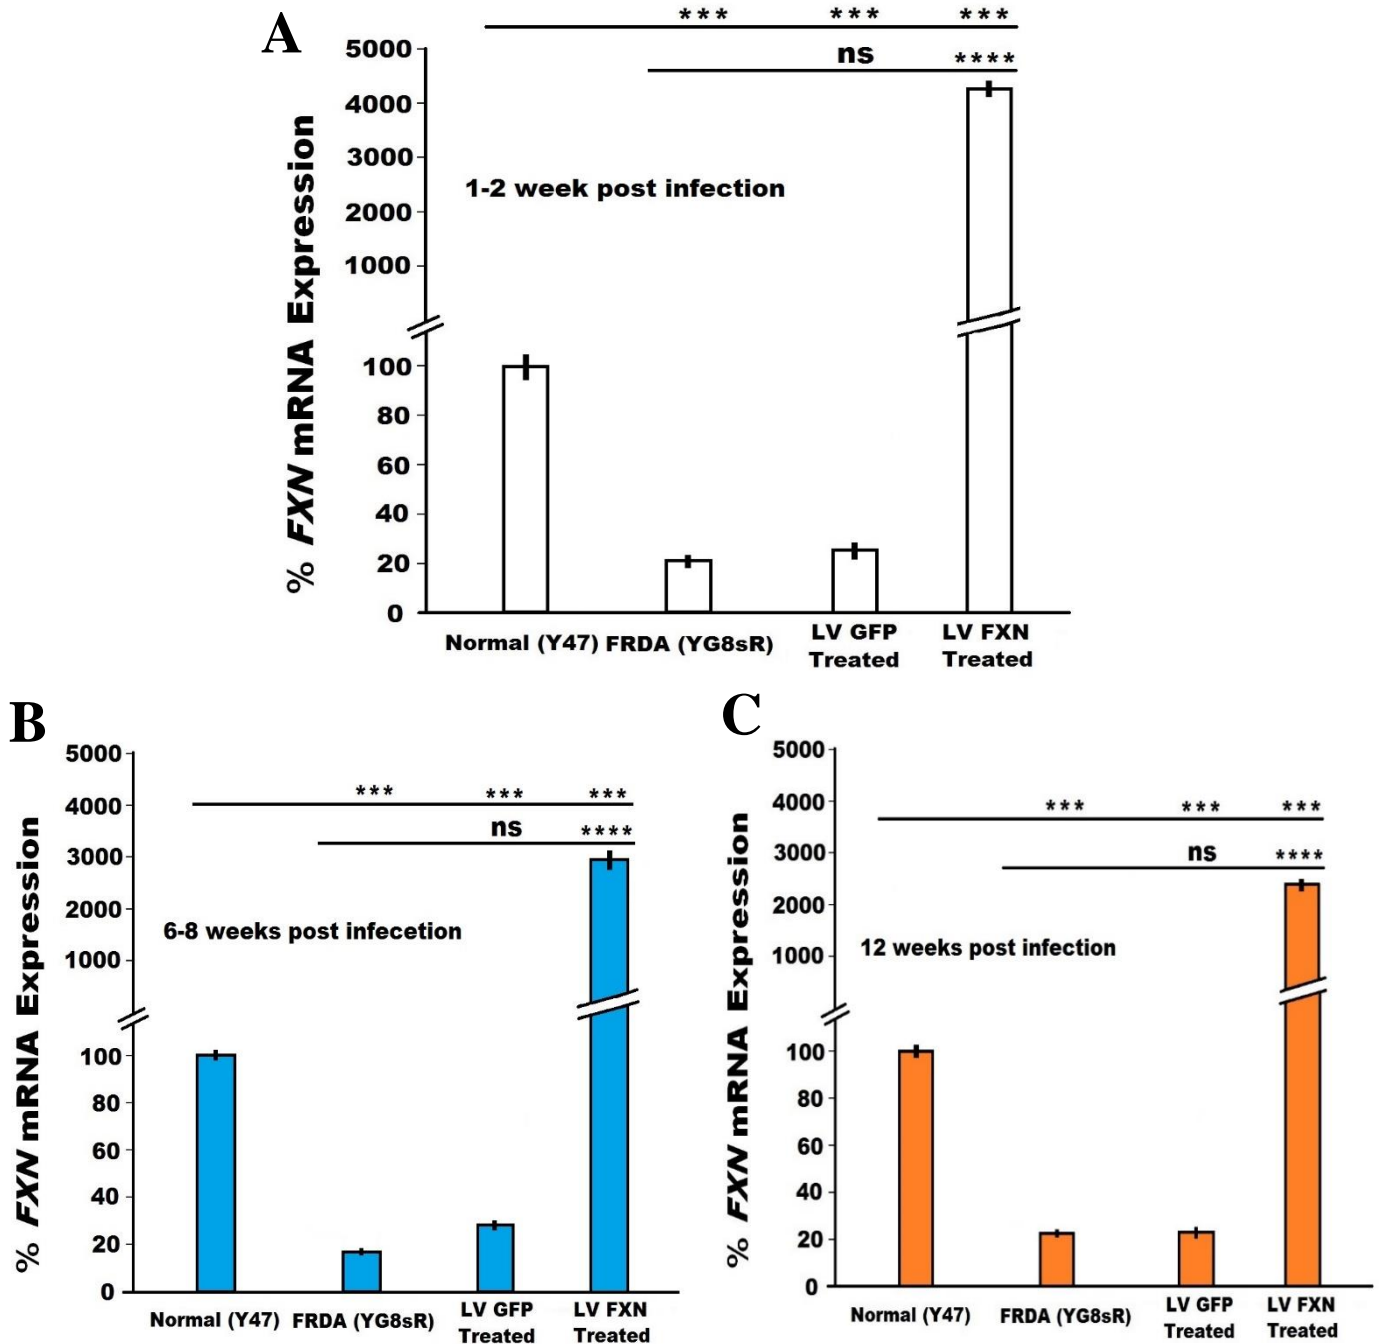 A
*** *** ***
ns ****
5000
4000
3000
2000
1000
100
80
60
40
20
0
% FXN mRNA Expression
1-2 week post infection
Normal (Y47) FRDA (YG8sR) LV GFP Treated LV FXN Treated
B
5000
4000
3000
2000
1000
100
80
60
40
20
0
% FXN mRNA Expression
*** *** ***
ns ****
6-8 weeks post infecetion
Normal (Y47) FRDA (YG8sR) LV GFP Treated LV FXN Treated
C
5000
4000
3000
2000
1000
100
80
60
40
20
0
% FXN mRNA Expression
*** *** ***
ns ****
12 weeks post infection
Normal (Y47) FRDA (YG8sR) LV GFP Treated LV FXN Treated